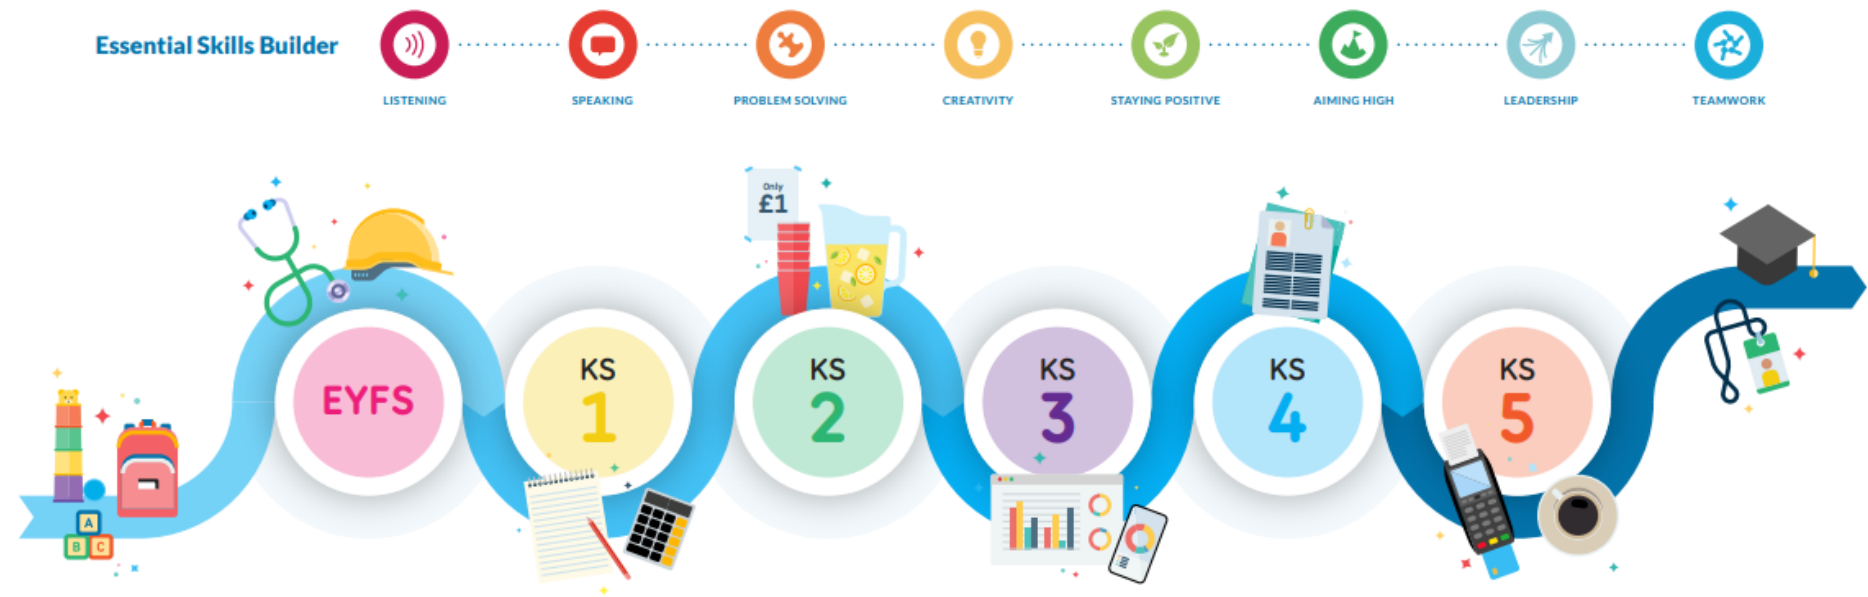 Essential Skills Builder
LISTENING
SPEAKING
PROBLEM SOLVING
CREATIVITY
STAYING POSITIVE
AIMING HIGH
LEADERSHIP
TEAMWORK
Only
£1
EYFS
KS
1
KS
2
KS
3
KS
4
KS
5
A
B C